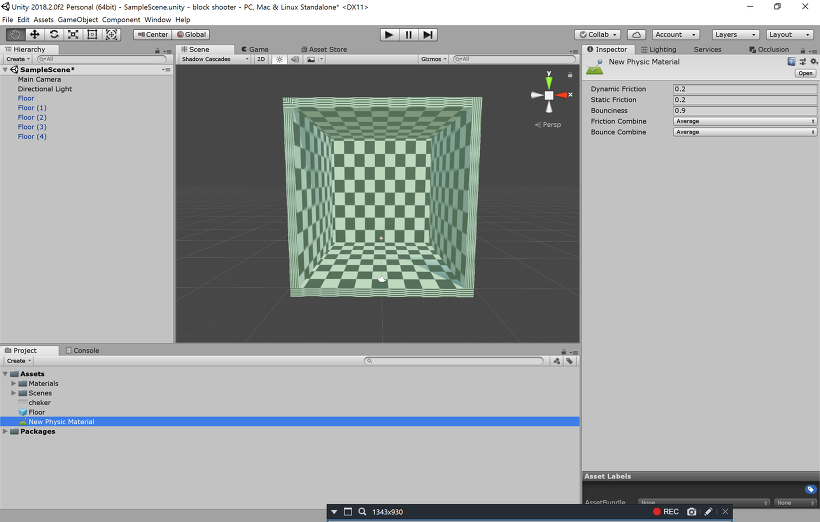 Unity 2018.2.0f2 Personal (64bit) - SampleScene.unity - block shooter - PC, Mac & Linux Standalone* <DX11>
File Edit Assets GameObject Component Window Help
Center Global Collab Account Layers Layout
Hierarchy
Create All
SampleScene*
Main Camera
Directional Light
Floor
Floor (1)
Floor (2)
Floor (3)
Floor (4)
Scene Game Asset Store
Shadow Cascades 2D Gizmos All
y
x
Persp
Inspector Lighting Services Occlusion
New Physic Material
Open
Dynamic Friction 0.2
Static Friction 0.2
Bounciness 0.9
Friction Combine Average
Bounce Combine Average
Project Console
Create
Assets
Materials
Scenes
cheker
Floor
New Physic Material
Packages
Asset Labels
AssetBundle None None
1343x930 REC